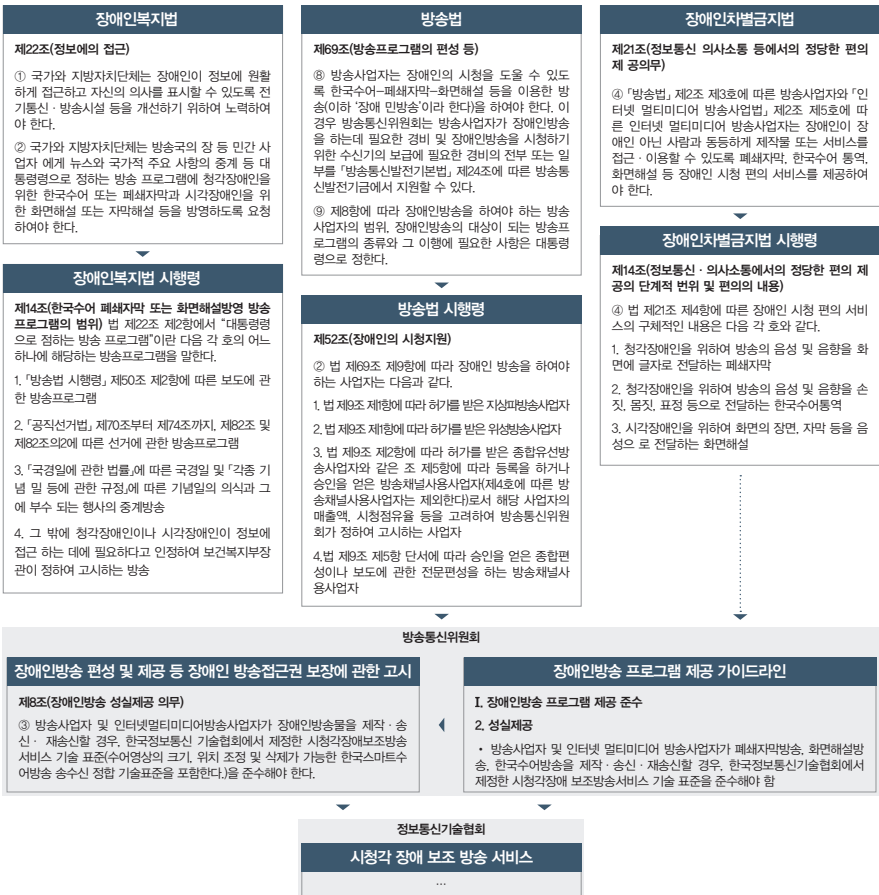 장애인복지법
제22조(정보에의 접근)
① 국가와 지방자치단체는 장애인이 정보에 원활
하게 접근하고 자신의 의사를 표시할 수 있도록 전
기통신 · 방송시설 등을 개선하기 위하여 노력하여
야 한다.
② 국가와 지방자치단체는 방송국의 장 등 민간 사
업자 에게 뉴스와 국가적 주요 사항의 중계 등 대
통령령으로 정하는 방송 프로그램에 청각장애인을
위한 한국수어 또는 폐쇄자막과 시각장애인을 위
한 화면해설 또는 자막해설 등을 방영하도록 요청
하여야 한다.
장애인복지법 시행령
제14조(한국수어 폐쇄자막 또는 화면해설방영 방송
프로그램의 범위) 법 제22조 제2항에서 "대통령령
으로 정하는 방송 프로그램"이란 다음 각 호의 어느
하나에 해당하는 방송프로그램을 말한다.
1. 「방송법 시행령」 제50조 제2항에 따른 보도에 관
한 방송프로그램
2. 「공직선거법」 제70조부터 제74조까지, 제82조 및
제82조의2에 따른 선거에 관한 방송프로그램
3. 「국경일에 관한 법률」에 따른 국경일 및 「각종 기
념 일 등에 관한 규정」에 따른 기념일의 의식과 그
에 부수 되는 행사의 중계방송
4. 그 밖에 청각장애인이나 시각장애인이 정보에
접근 하는 데에 필요하다고 인정하여 보건복지부장
관이 정하여 고시하는 방송
방송법
제69조(방송프로그램의 편성 등)
⑧ 방송사업자는 장애인의 시청을 도울 수 있도
록 한국수어-폐쇄자막-화면해설 등을 이용한 방
송(이하 '장애 민방송'이라 한다)을 하여야 한다. 이
경우 방송통신위원회는 방송사업자가 장애인방송
을 하는데 필요한 경비 및 장애인방송을 시청하기
위한 수신기의 보급에 필요한 경비의 전부 또는 일
부를 「방송통신발전기본법」 제24조에 따른 방송통
신발전기금에서 지원할 수 있다.
⑨ 제8항에 따라 장애인방송을 하여야 하는 방송
사업자의 범위, 장애인방송의 대상이 되는 방송프
로그램의 종류와 그 이행에 필요한 사항은 대통령
령으로 정한다.
방송법 시행령
제52조(장애인의 시청지원)
② 법 제69조 제9항에 따라 장애인 방송을 하여야
하는 사업자는 다음과 같다.
1. 법 제9조 제1항에 따라 허가를 받은 지상파방송사업자
2. 법 제9조 제1항에 따라 허가를 받은 위성방송사업자
3. 법 제9조 제2항에 따라 허가를 받은 종합유선방
송사업자와 같은 조 제5항에 따라 등록을 하거나
승인을 얻은 방송채널사용사업자(제4호에 따른 방
송채널사용사업자는 제외한다)로서 해당 사업자의
매출액, 시청점유율 등을 고려하여 방송통신위원
회가 정하여 고시하는 사업자
4.법 제9조 제5항 단서에 따라 승인을 얻은 종합편
성이나 보도에 관한 전문편성을 하는 방송채널사
용사업자
장애인차별금지법
제21조(정보통신 의사소통 등에서의 정당한 편의
제 공의무)
④ 「방송법」 제2조 제3호에 따른 방송사업자와 「인
터넷 멀티미디어 방송사업법」 제2조 제5호에 따
른 인터넷 멀티미디어 방송사업자는 장애인이 장
애인 아닌 사람과 동등하게 제작물 또는 서비스를
접근 · 이용할 수 있도록 폐쇄자막, 한국수어 통역,
화면해설 등 장애인 시청 편의 서비스를 제공하여
야 한다.
장애인차별금지법 시행령
제14조(정보통신 · 의사소통에서의 정당한 편의 제
공의 단계적 번위 및 편의의 내용)
④ 법 제21조 제4항에 따른 장애인 시청 편의 서비
스의 구체적인 내용은 다음 각 호와 같다.
1. 청각장애인을 위하여 방송의 음성 및 음향을 화
면에 글자로 전달하는 폐쇄자막
2. 청각장애인을 위하여 방송의 음성 및 음향을 손
짓, 몸짓, 표정 등으로 전달하는 한국수어통역
3. 시각장애인을 위하여 화면의 장면, 자막 등을 음
성으 로 전달하는 화면해설
방송통신위원회
장애인방송 편성 및 제공 등 장애인 방송접근권 보장에 관한 고시
제8조(장애인방송 성실제공 의무)
③ 방송사업자 및 인터넷멀티미디어방송사업자가 장애인방송물을 제작 · 송
신 · 재송신할 경우, 한국정보통신 기술협회에서 제정한 시청각장애보조방송
서비스 기술 표준(수어영상의 크기, 위치 조정 및 삭제가 가능한 한국스마트수
어방송 송수신 정합 기술표준을 포함한다.)을 준수해야 한다.
장애인방송 프로그램 제공 가이드라인
I. 장애인방송 프로그램 제공 준수
2. 성실제공
• 방송사업자 및 인터넷 멀티미디어 방송사업자가 폐쇄자막방송, 화면해설방
송, 한국수어방송을 제작 · 송신 · 재송신할 경우, 한국정보통신기술협회에서
제정한 시청각장애 보조방송서비스 기술 표준을 준수해야 함
정보통신기술협회
시청각 장애 보조 방송 서비스
...